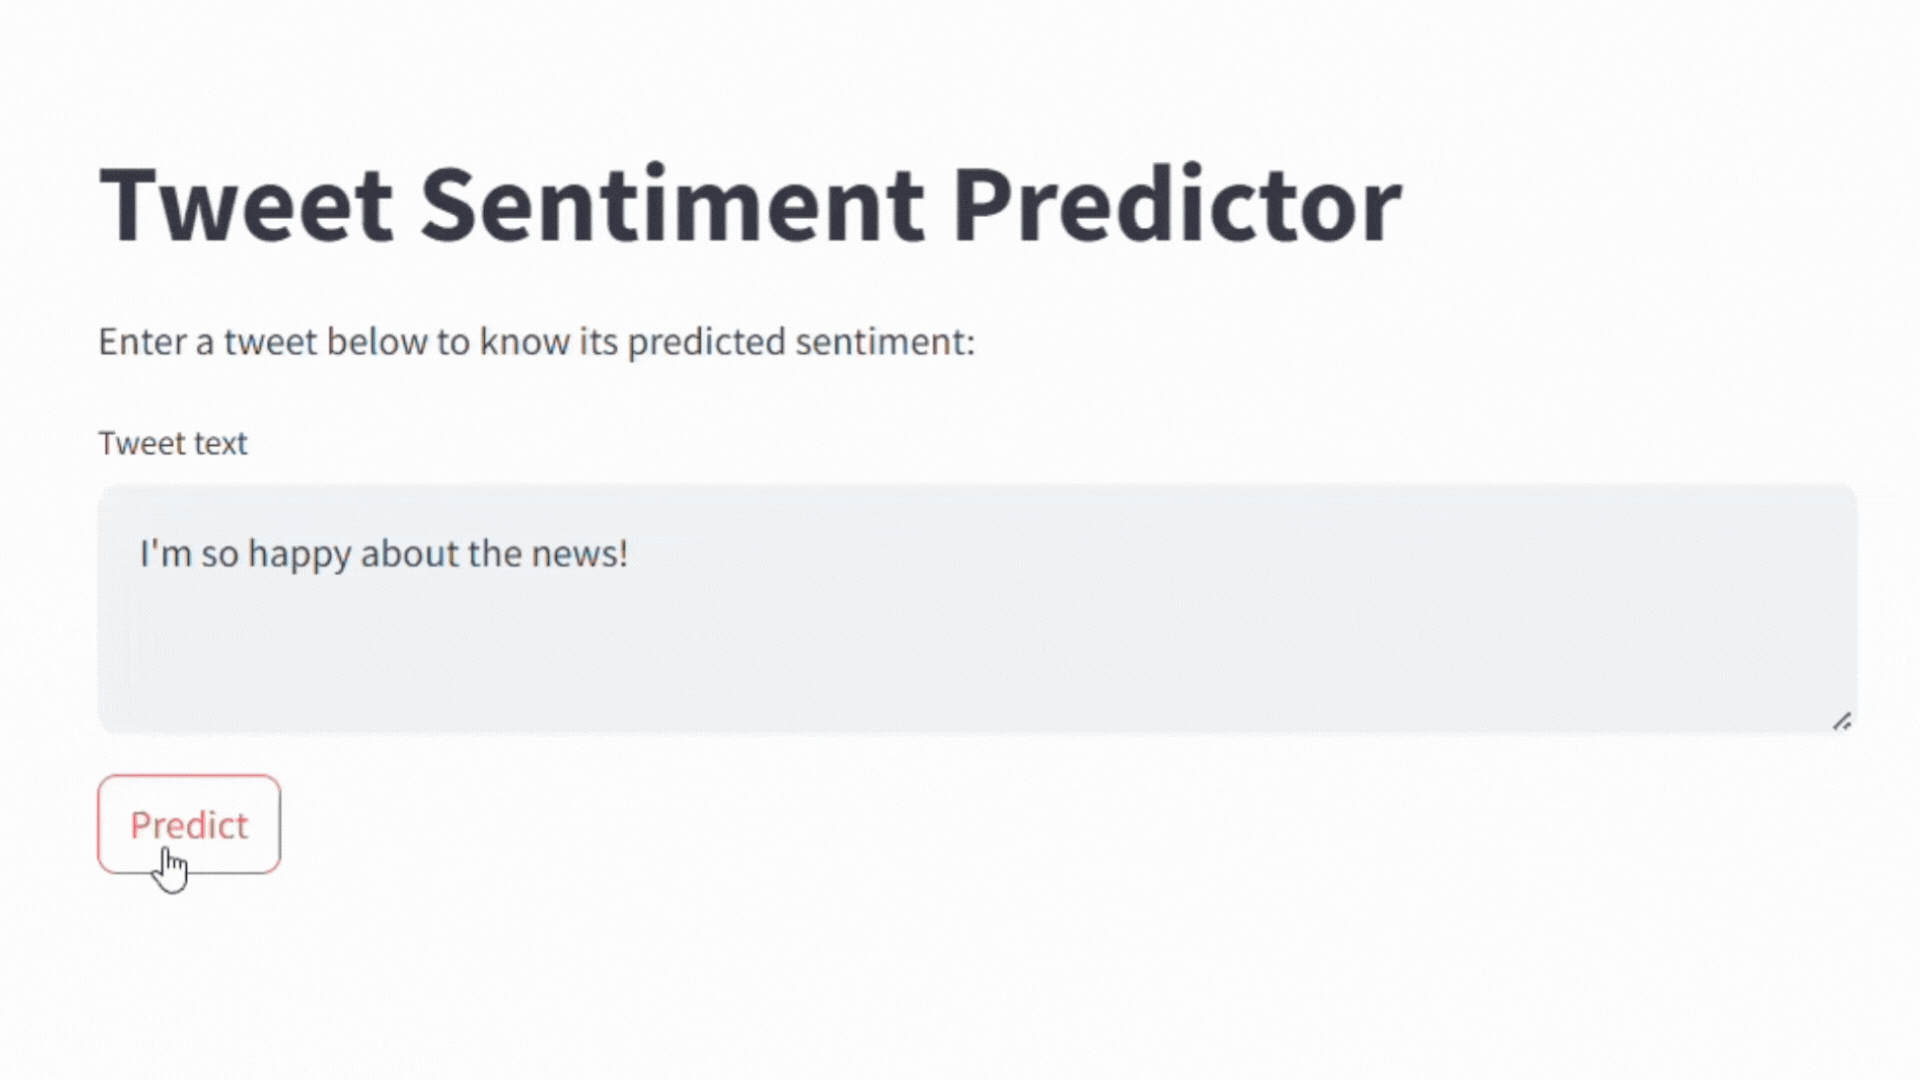 Tweet Sentiment Predictor
Enter a tweet below to know its predicted sentiment:
Tweet text
I'm so happy about the news!
Predict